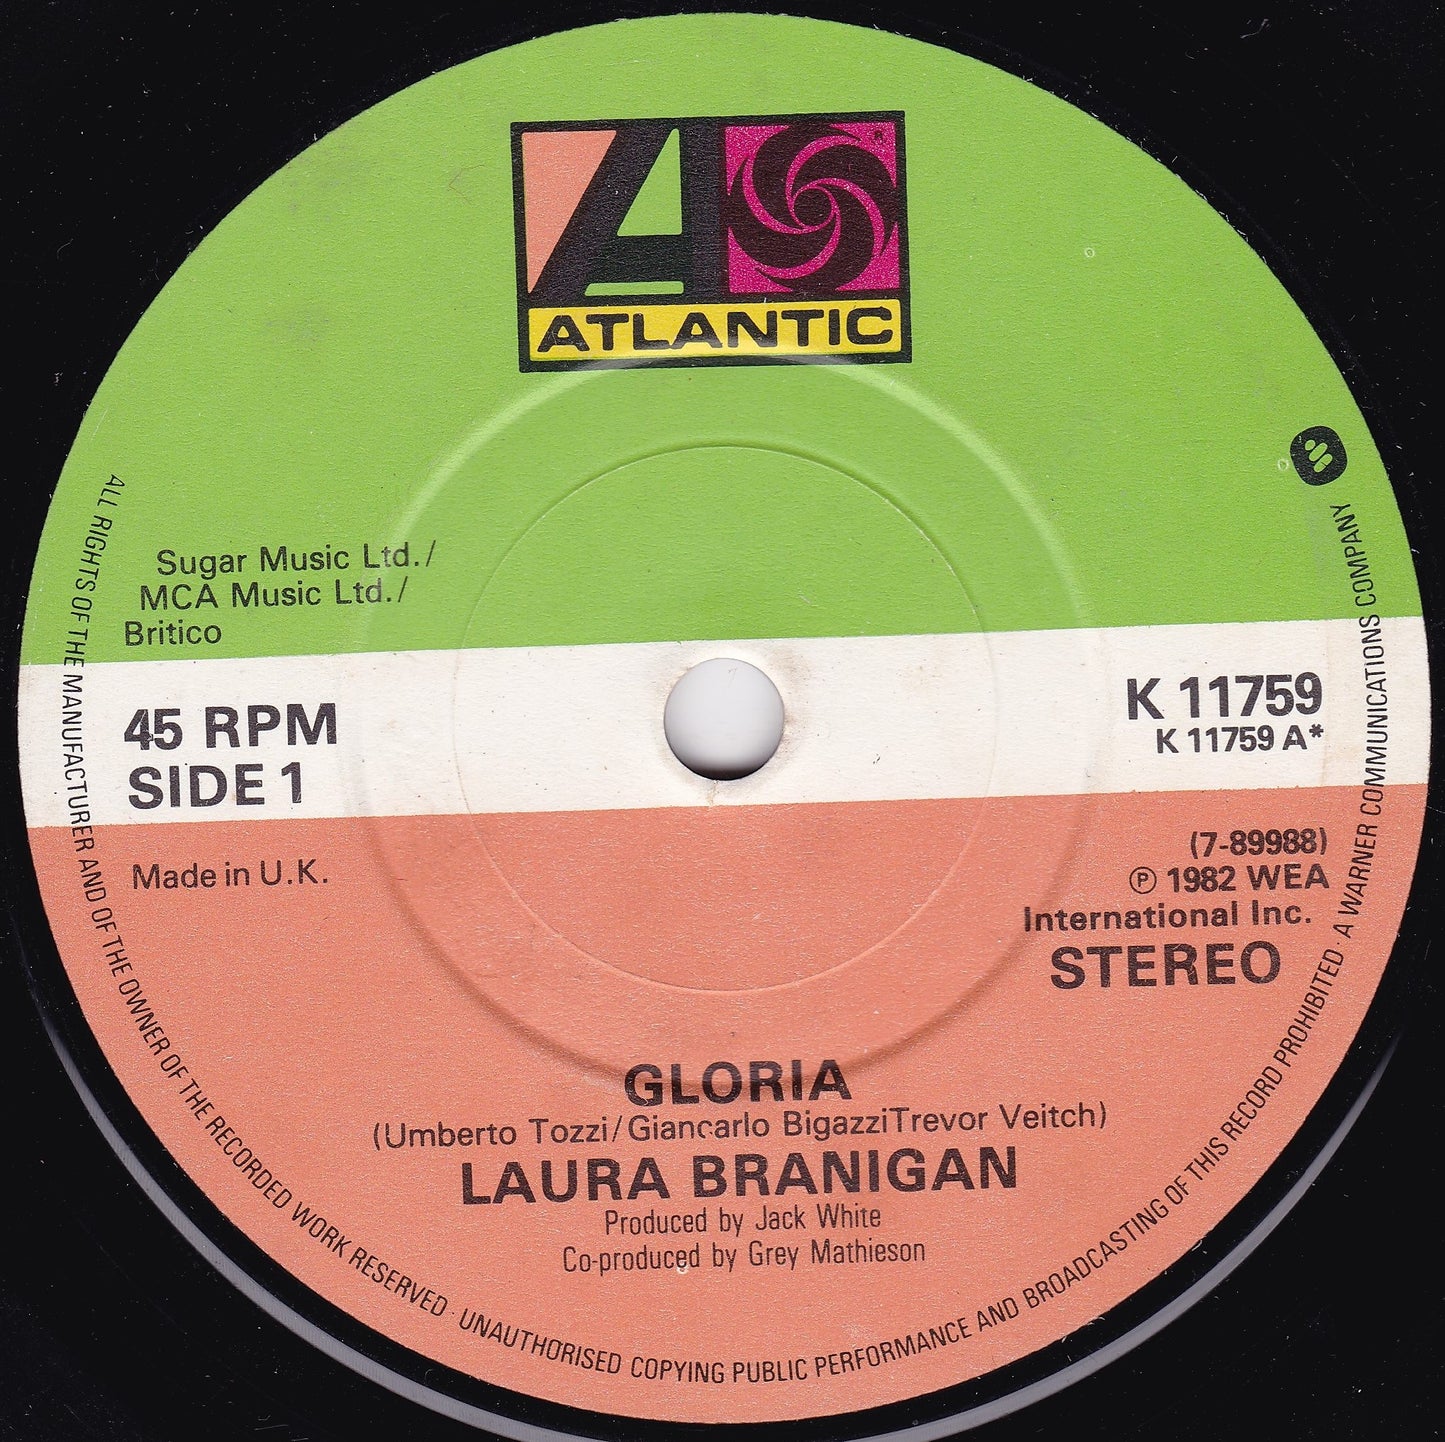 ATLANTIC
Sugar Music Ltd./
MCA Music Ltd./
Britico
45 RPM
SIDE 1
Made in U.K.
K 11759
K 11759 A*
(7-89988)
℗ 1982 WEA
International Inc.
STEREO
GLORIA
(Umberto Tozzi/Giancarlo BigazziTrevor Veitch)
LAURA BRANIGAN
Produced by Jack White
Co-produced by Grey Mathieson
ALL RIGHTS OF THE MANUFACTURER AND OF THE OWNER OF THE RECORDED WORK RESERVED · UNAUTHORISED COPYING PUBLIC PERFORMANCE AND BROADCASTING OF THIS RECORD PROHIBITED · A WARNER COMMUNICATIONS COMPANY